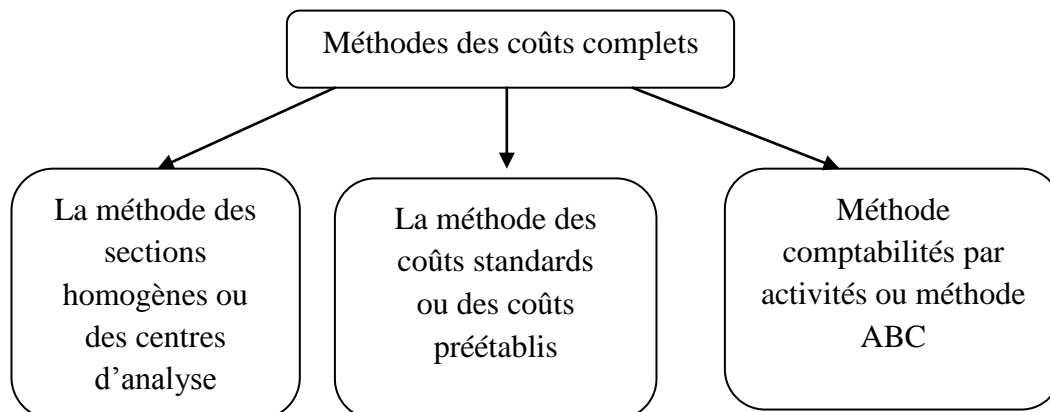 Méthodes des coûts complets
La méthode des
sections
homogènes ou
des centres
d’analyse
La méthode des
coûts standards
ou des coûts
préétablis
Méthode
comptabilités par
activités ou méthode
ABC